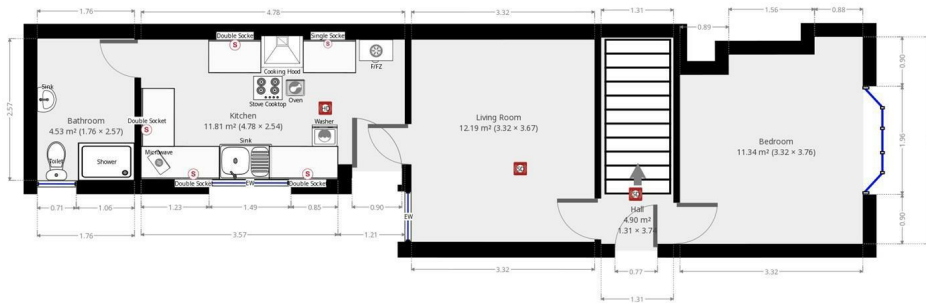 1.76
4.78
3.32
1.31
0.89
1.56
0.88
Double Socke
Single Socke
Cooking Hood
F/FZ
Stove Cooktop
Oven
2.57
Sink
Bathroom
4.53 m² (1.76 × 2.57)
Double Socket
Kitchen
11.81 m² (4.78 × 2.54)
Washer
Sink
Microwave
Toilet
Shower
Double Socke
EW
Double Socke
Living Room
12.19 m² (3.32 × 3.67)
EW
Hall
4.90 m²
1.31 × 3.74
Bedroom
11.34 m² (3.32 × 3.76)
0.90
1.96
0.90
0.71
1.06
1.23
1.49
0.85
0.90
1.76
3.57
1.21
3.32
0.77
3.32
1.31